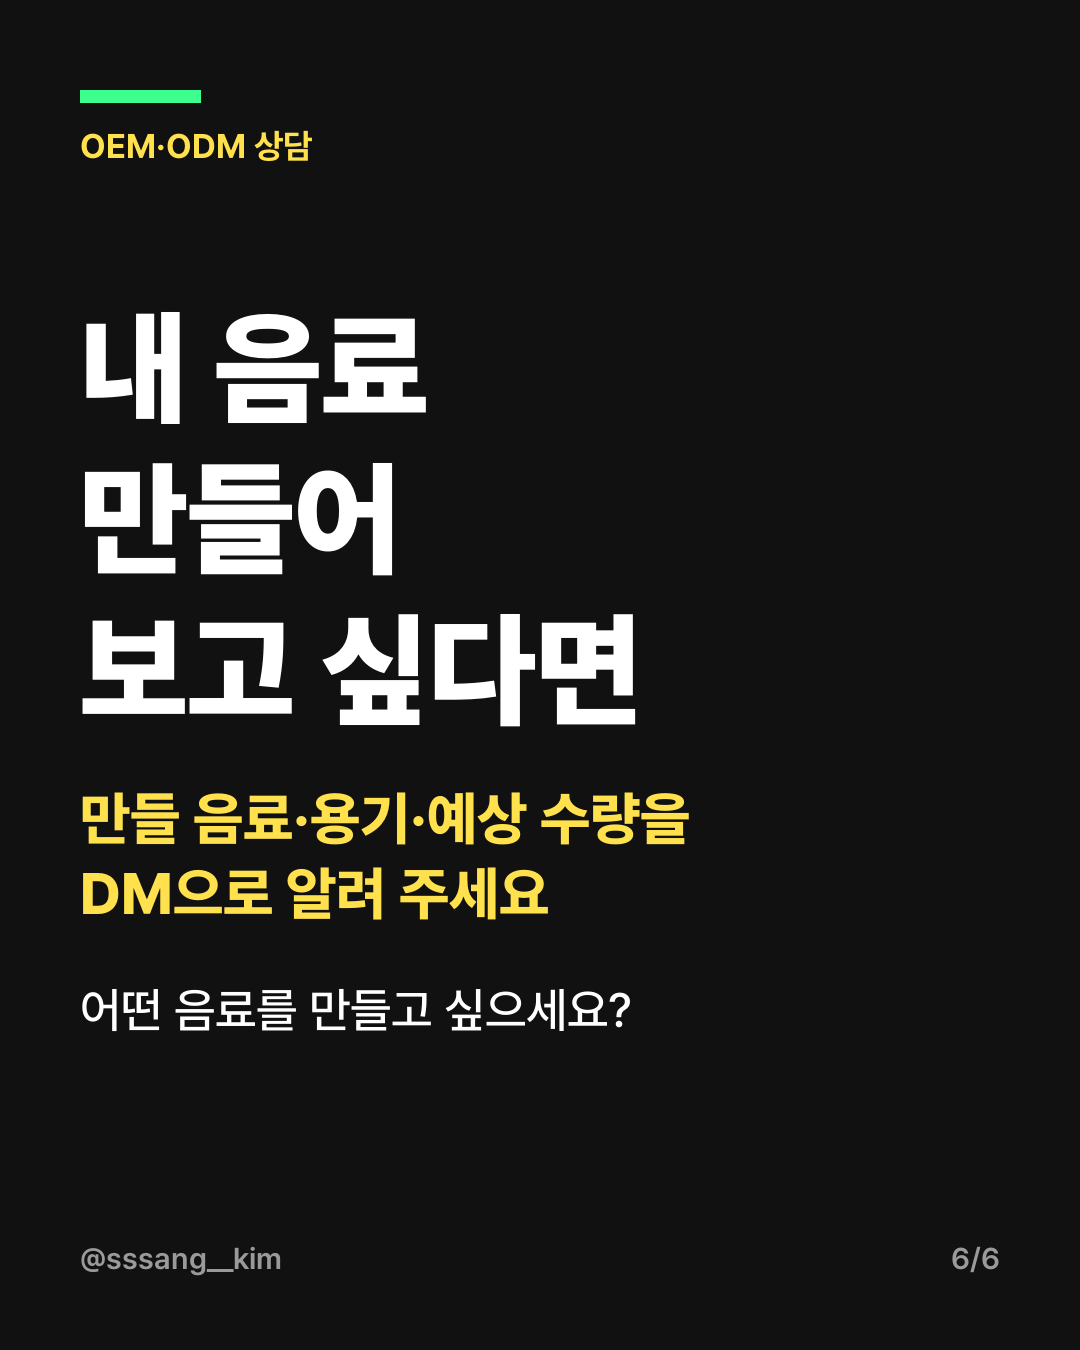 OEM·ODM 상담
내 음료
만들어
보고 싶다면
만들 음료·용기·예상 수량을
DM으로 알려 주세요
어떤 음료를 만들고 싶으세요?
@sssang__kim
6/6